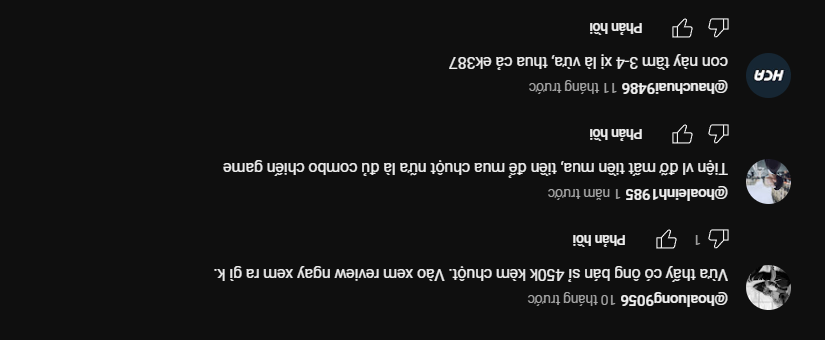 @hoaluong9056 10 tháng trước
Vừa thấy có ông bán sỉ 450k kèm chuột. Vào xem review ngay xem ra gì k.
1 Phản hồi
@hoaleinh1985 1 năm trước
Tiện vl đỡ mất tiền mua, tiền để mua chuột nữa là đủ combo chiến game
Phản hồi
HCA
@hauchuai9486 11 tháng trước
con này tầm 3-4 xị là vừa, thua cả ek387
Phản hồi